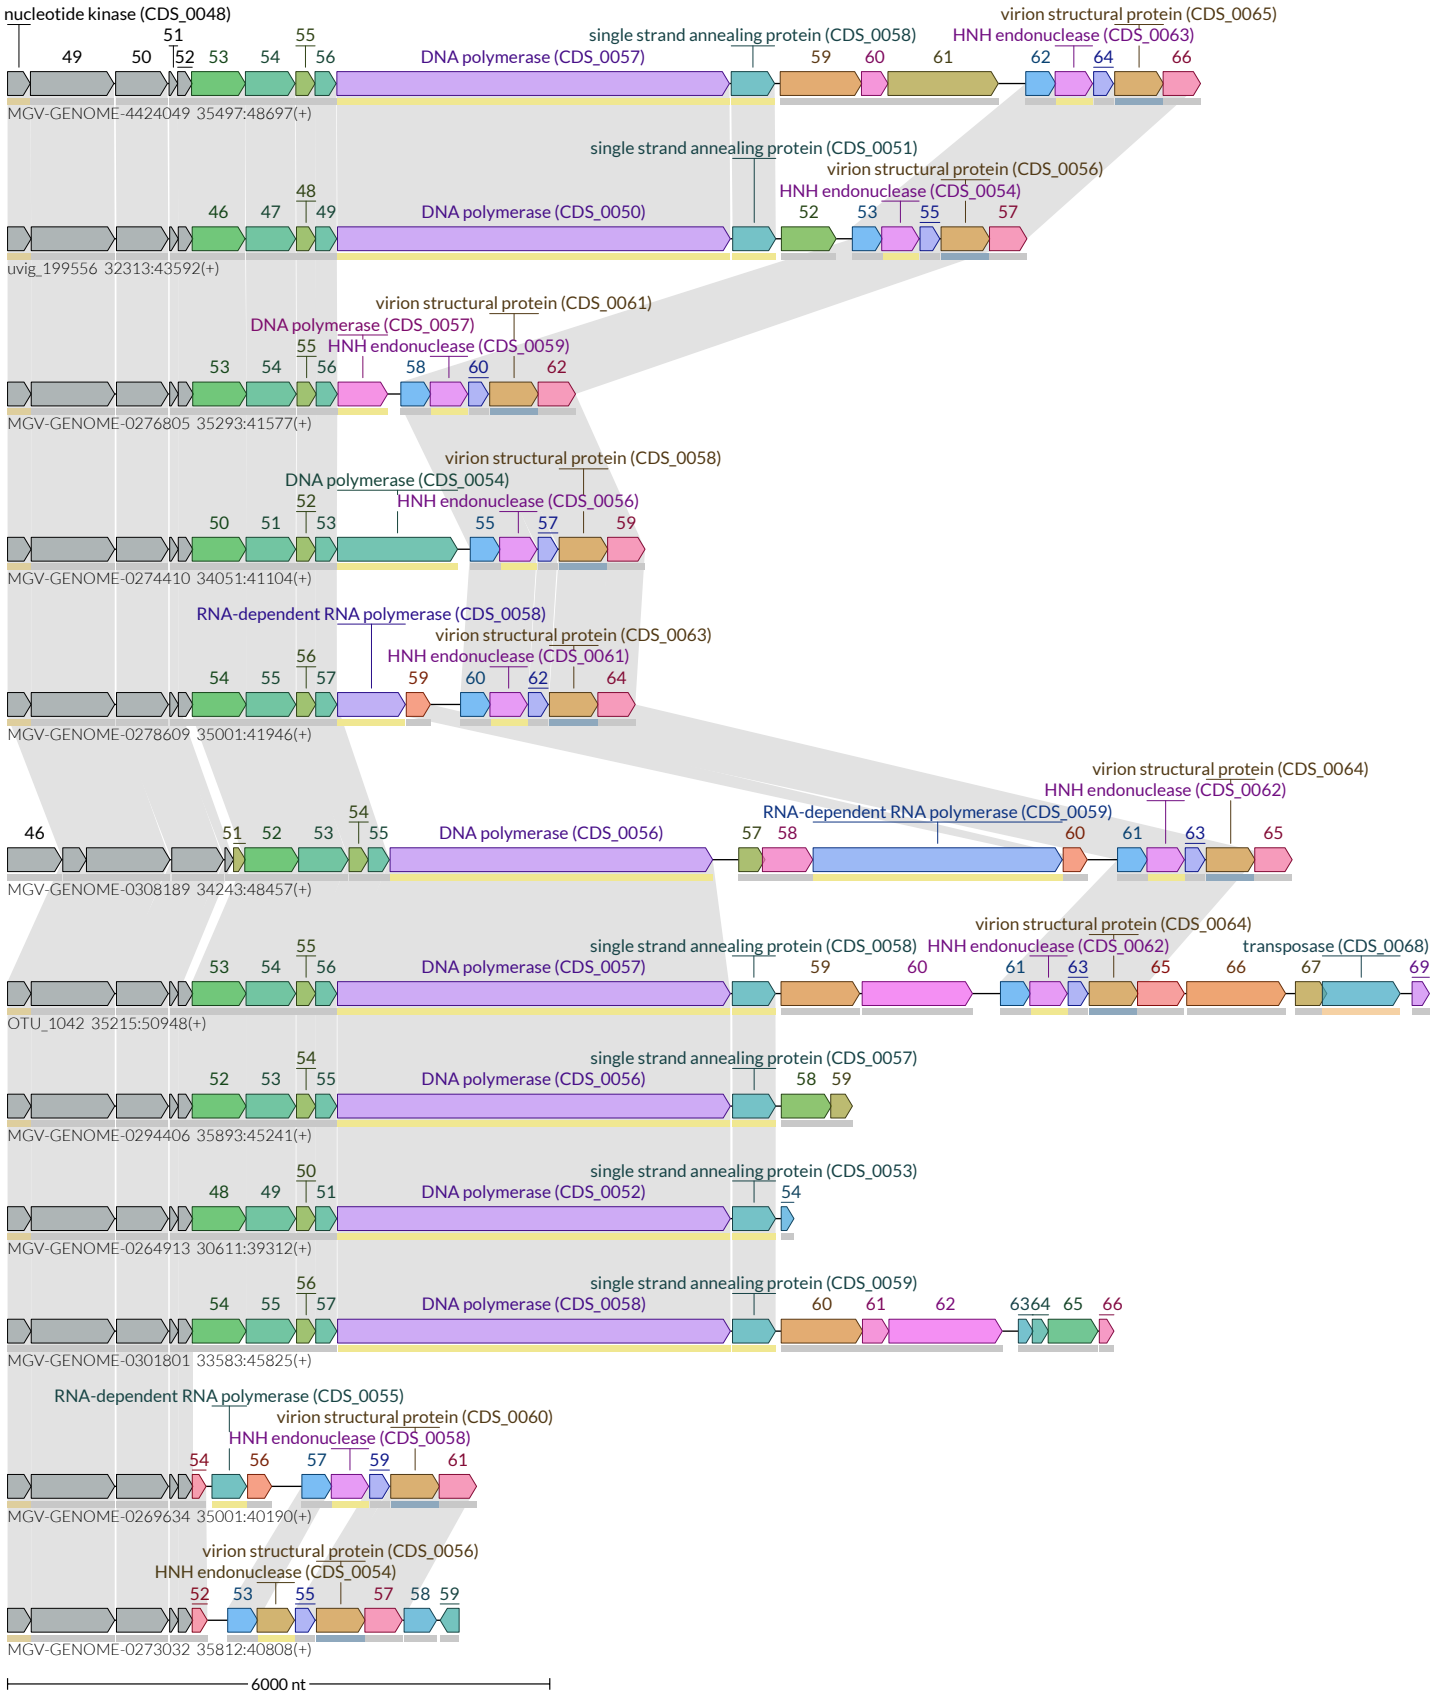 nucleotide kinase (CDS_0048)
virion structural protein (CDS_0065)
51 55 single strand annealing protein (CDS_0058) HNH endonuclease (CDS_0063)
49 50 52 53 54 56 DNA polymerase (CDS_0057) 59 60 61 62 64 66
MGV-GENOME-4424049 35497:48697(+)
single strand annealing protein (CDS_0051)
virion structural protein (CDS_0056)
48 HNH endonuclease (CDS_0054)
46 47 49 DNA polymerase (CDS_0050) 52 53 55 57
uvig_199556 32313:43592(+)
virion structural protein (CDS_0061)
DNA polymerase (CDS_0057)
55 HNH endonuclease (CDS_0059)
53 54 56 58 60 62
MGV-GENOME-0276805 35293:41577(+)
virion structural protein (CDS_0058)
DNA polymerase (CDS_0054)
52 HNH endonuclease (CDS_0056)
50 51 53 55 57 59
MGV-GENOME-0274410 34051:41104(+)
RNA-dependent RNA polymerase (CDS_0058)
virion structural protein (CDS_0063)
56 HNH endonuclease (CDS_0061)
54 55 57 59 60 62 64
MGV-GENOME-0278609 35001:41946(+)
virion structural protein (CDS_0064)
HNH endonuclease (CDS_0062)
54 RNA-dependent RNA polymerase (CDS_0059)
46 51 52 53 55 DNA polymerase (CDS_0056) 57 58 60 61 63 65
MGV-GENOME-0308189 34243:48457(+)
virion structural protein (CDS_0064)
55 single strand annealing protein (CDS_0058) HNH endonuclease (CDS_0062) transposase (CDS_0068)
53 54 56 DNA polymerase (CDS_0057) 59 60 61 63 65 66 67 69
OTU_1042 35215:50948(+)
54 single strand annealing protein (CDS_0057)
52 53 55 DNA polymerase (CDS_0056) 58 59
MGV-GENOME-0294406 35893:45241(+)
50 single strand annealing protein (CDS_0053)
48 49 51 DNA polymerase (CDS_0052) 54
MGV-GENOME-0264913 30611:39312(+)
56 single strand annealing protein (CDS_0059)
54 55 57 DNA polymerase (CDS_0058) 60 61 62 63 64 65 66
MGV-GENOME-0301801 33583:45825(+)
RNA-dependent RNA polymerase (CDS_0055)
virion structural protein (CDS_0060)
HNH endonuclease (CDS_0058)
54 56 57 59 61
MGV-GENOME-0269634 35001:40190(+)
virion structural protein (CDS_0056)
HNH endonuclease (CDS_0054)
52 53 55 57 58 59
MGV-GENOME-0273032 35812:40808(+)
6000 nt